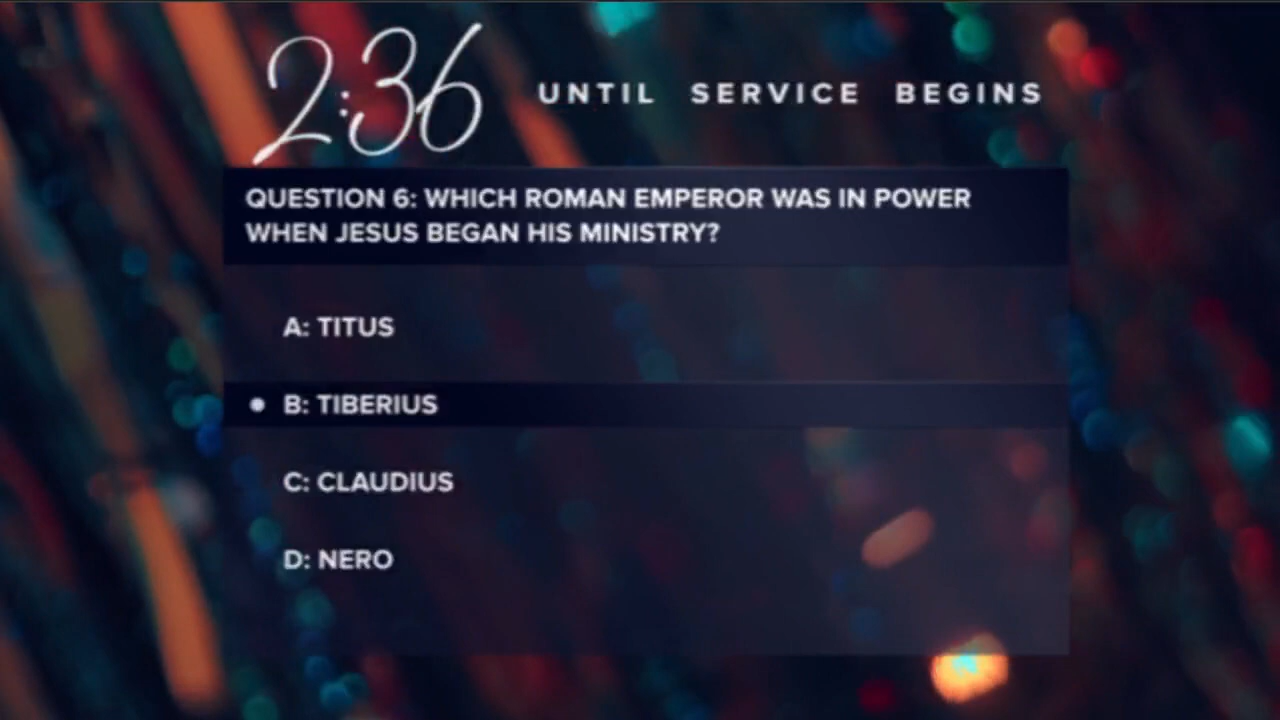 2:36 UNTIL SERVICE BEGINS
QUESTION 6: WHICH ROMAN EMPEROR WAS IN POWER
WHEN JESUS BEGAN HIS MINISTRY?
A: TITUS
B: TIBERIUS
C: CLAUDIUS
D: NERO